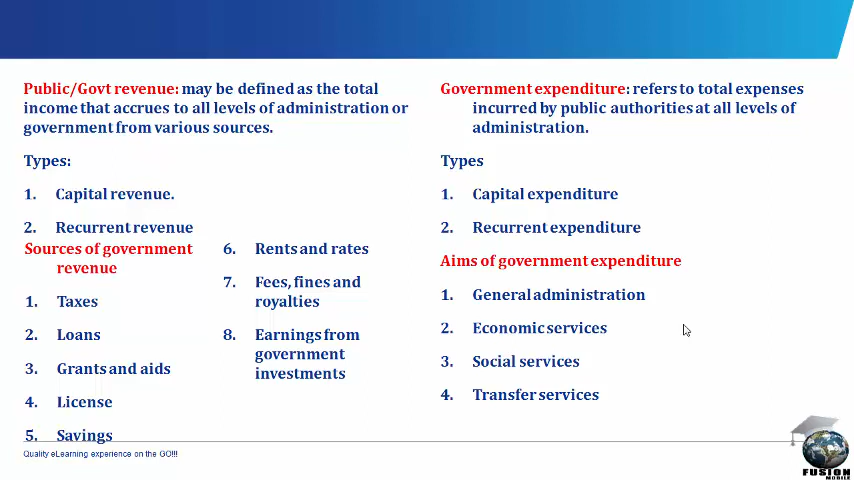 Public/Govt revenue: may be defined as the total
income that accrues to all levels of administration or
government from various sources.
Types:
1. Capital revenue.
2. Recurrent revenue
Sources of government
revenue
1. Taxes
2. Loans
3. Grants and aids
4. License
5. Savings
6. Rents and rates
7. Fees, fines and
royalties
8. Earnings from
government
investments
Government expenditure: refers to total expenses
incurred by public authorities at all levels of
administration.
Types
1. Capital expenditure
2. Recurrent expenditure
Aims of government expenditure
1. General administration
2. Economic services
3. Social services
4. Transfer services
Quality eLearning experience on the GO!!!
FUSION
MOBILE